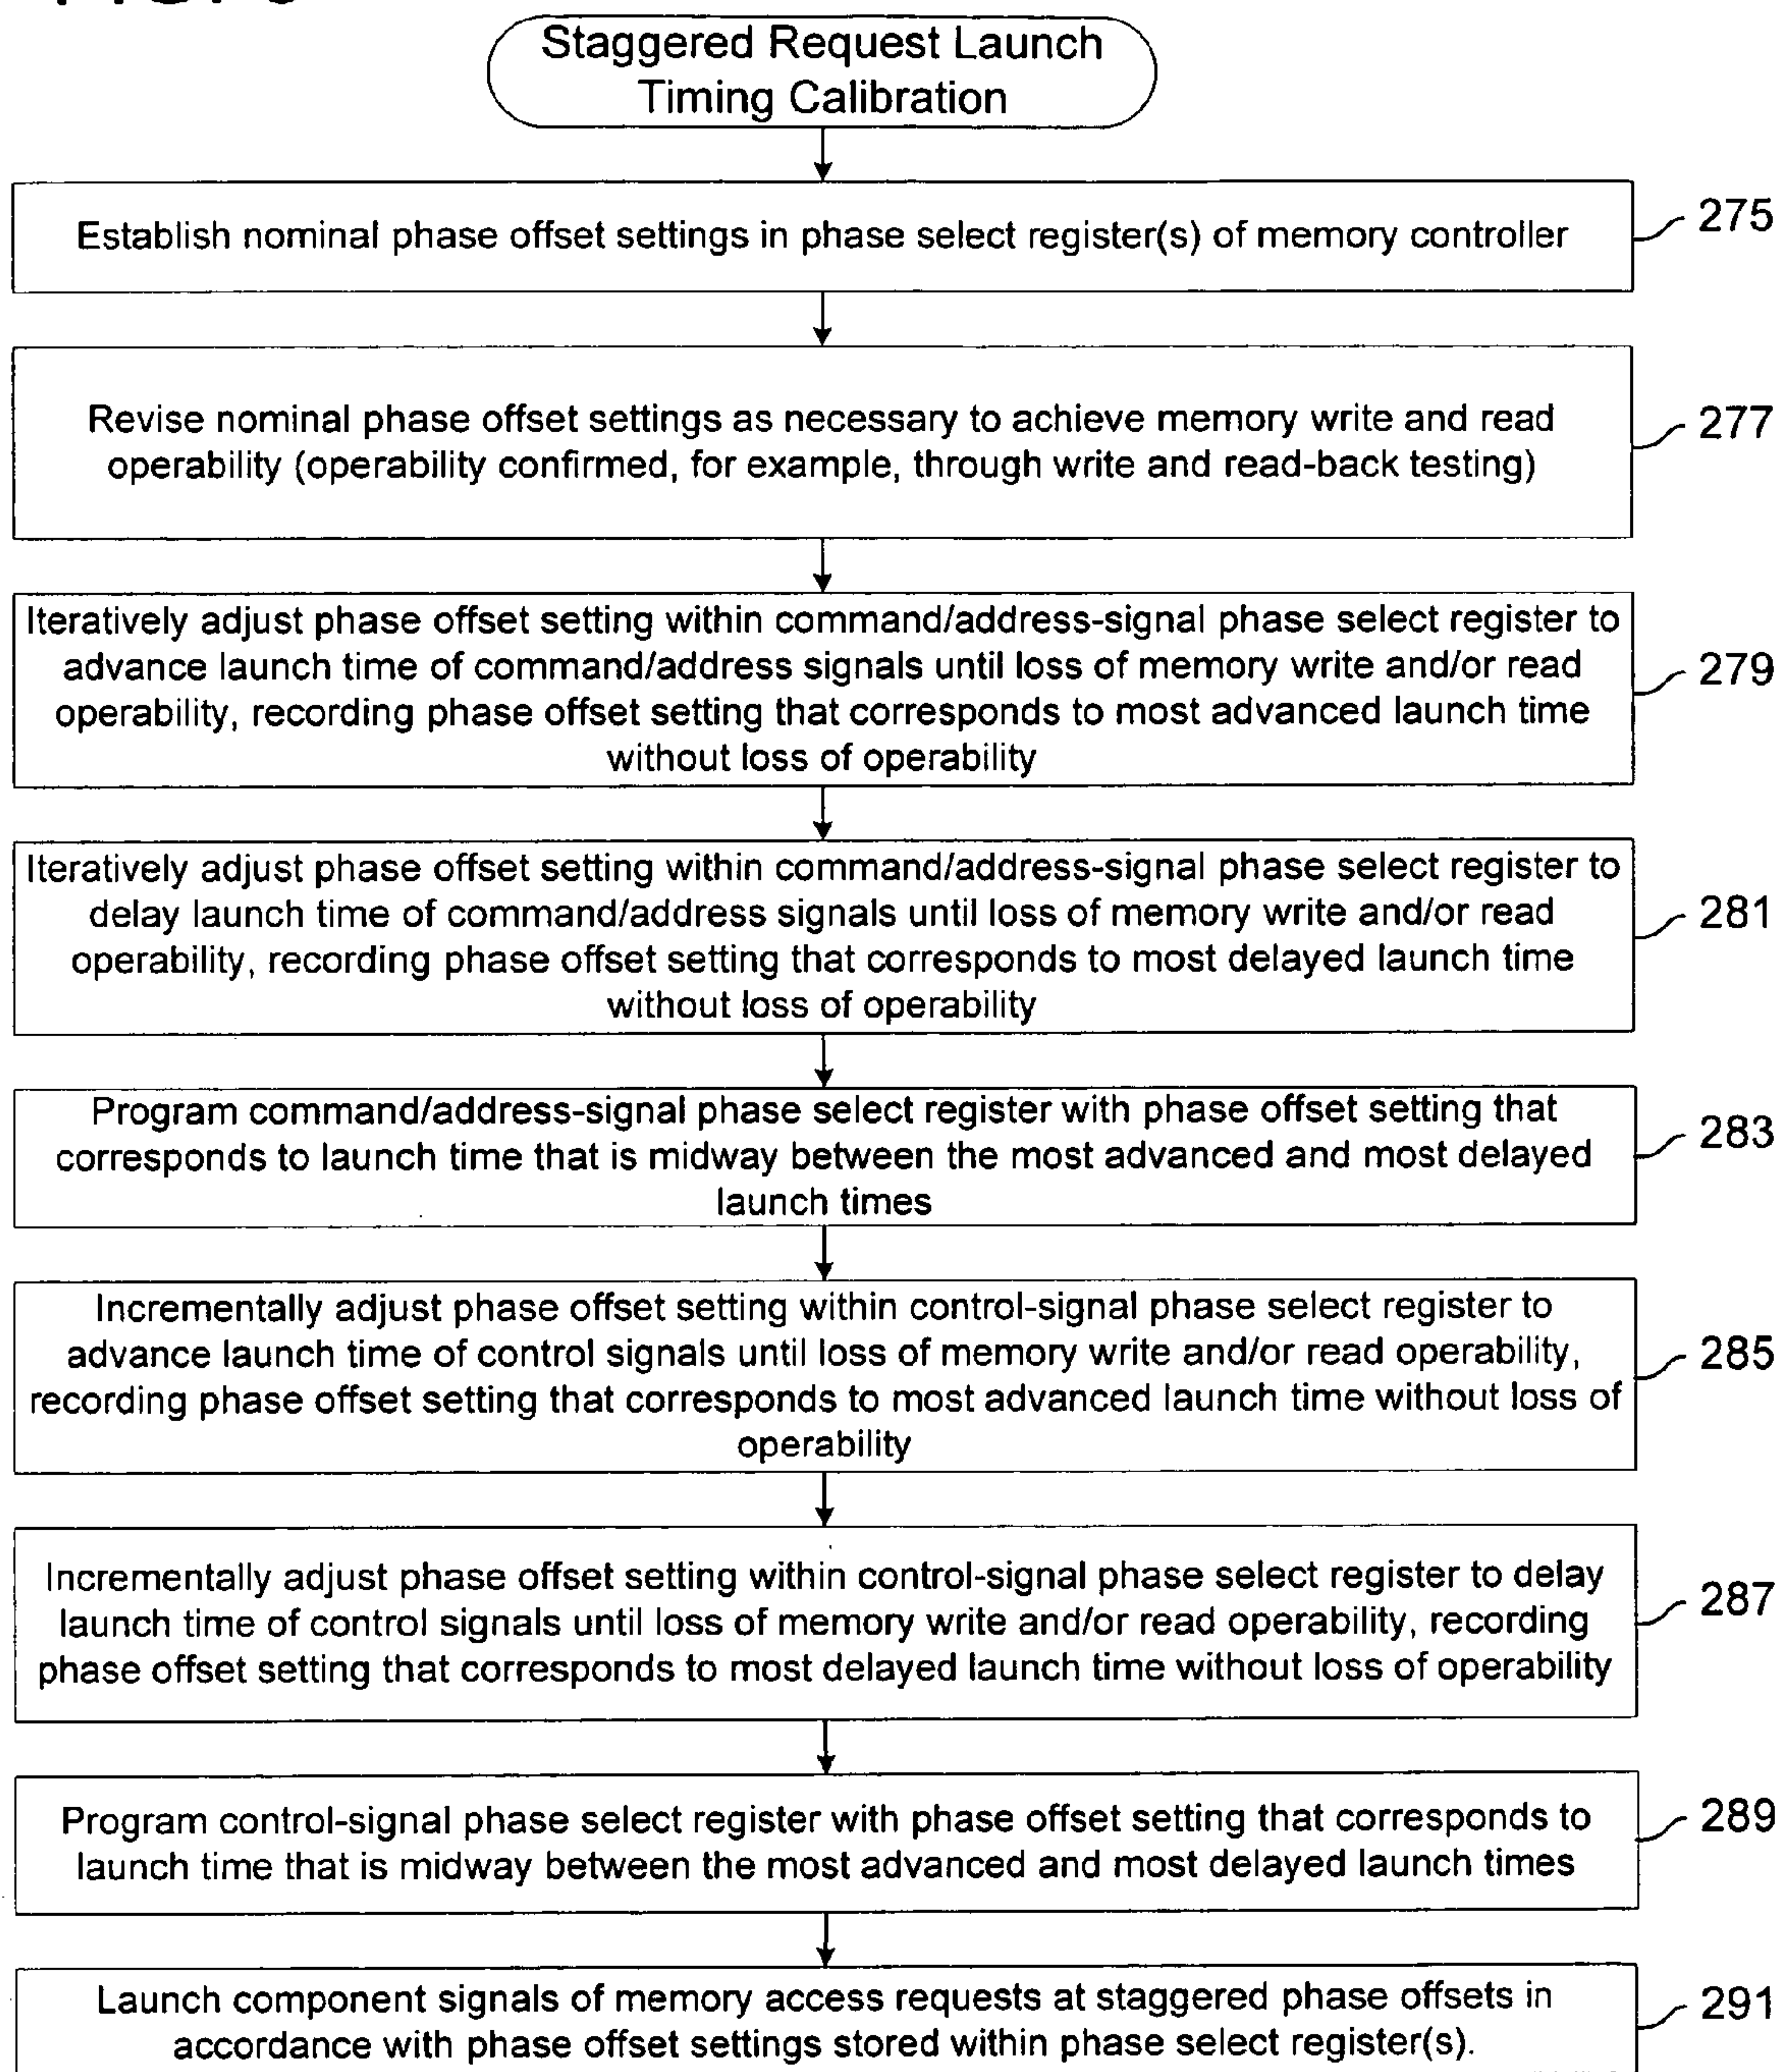 Staggered Request Launch
Timing Calibration
Establish nominal phase offset settings in phase select register(s) of memory controller
275
Revise nominal phase offset settings as necessary to achieve memory write and read
operability (operability confirmed, for example, through write and read-back testing)
277
Iteratively adjust phase offset setting within command/address-signal phase select register to
advance launch time of command/address signals until loss of memory write and/or read
operability, recording phase offset setting that corresponds to most advanced launch time
without loss of operability
279
Iteratively adjust phase offset setting within command/address-signal phase select register to
delay launch time of command/address signals until loss of memory write and/or read
operability, recording phase offset setting that corresponds to most delayed launch time
without loss of operability
281
Program command/address-signal phase select register with phase offset setting that
corresponds to launch time that is midway between the most advanced and most delayed
launch times
283
Incrementally adjust phase offset setting within control-signal phase select register to
advance launch time of control signals until loss of memory write and/or read operability,
recording phase offset setting that corresponds to most advanced launch time without loss of
operability
285
Incrementally adjust phase offset setting within control-signal phase select register to delay
launch time of control signals until loss of memory write and/or read operability, recording
phase offset setting that corresponds to most delayed launch time without loss of operability
287
Program control-signal phase select register with phase offset setting that corresponds to
launch time that is midway between the most advanced and most delayed launch times
289
Launch component signals of memory access requests at staggered phase offsets in
accordance with phase offset settings stored within phase select register(s).
291